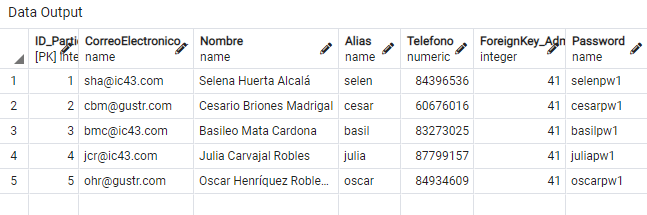 Data Output
ID_Partic CorreoElectronico Nombre Alias Telefono ForeignKey_Adn Password
[PK] inte name name name numeric integer name
1 1 sha@ic43.com Selena Huerta Alcalá selen 84396536 41 selenpw1
2 2 cbm@gustr.com Cesario Briones Madrigal cesar 60676016 41 cesarpw1
3 3 bmc@ic43.com Basileo Mata Cardona basil 83273025 41 basilpw1
4 4 jcr@ic43.com Julia Carvajal Robles julia 87799157 41 juliapw1
5 5 ohr@gustr.com Oscar Henríquez Roble... oscar 84934609 41 oscarpw1